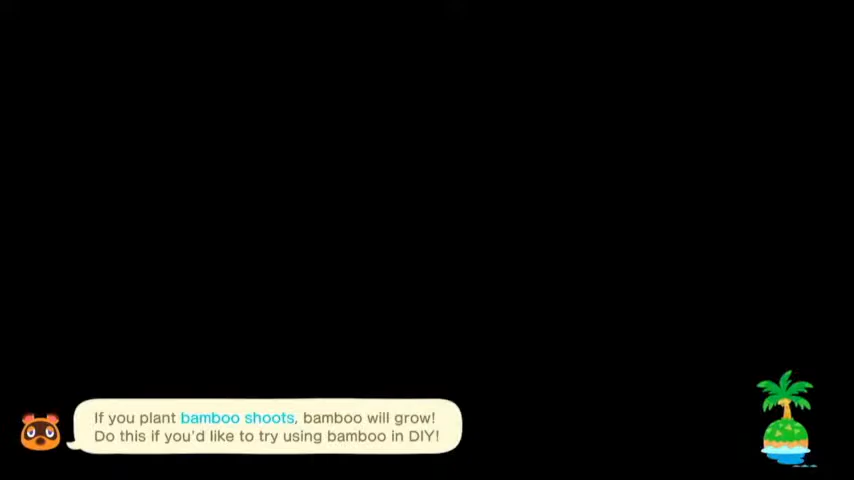 If you plant bamboo shoots, bamboo will grow!
Do this if you'd like to try using bamboo in DIY!